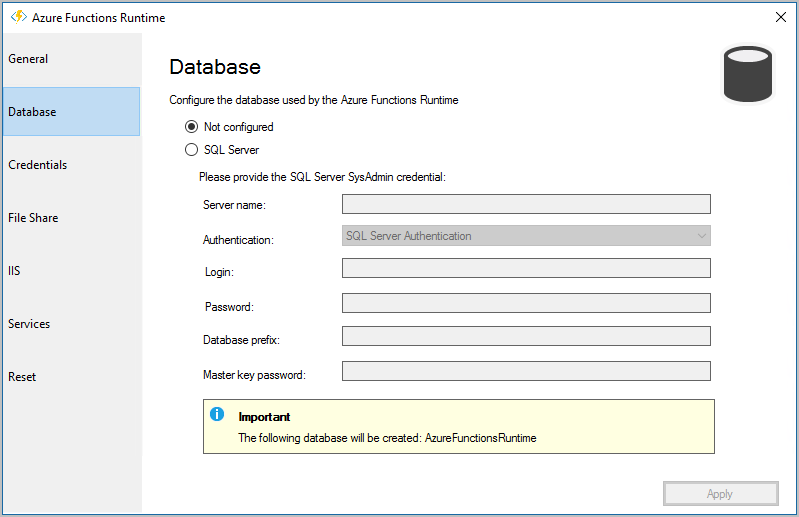 Azure Functions Runtime
General
Database
Credentials
File Share
IIS
Services
Reset
Database
Configure the database used by the Azure Functions Runtime
Not configured
SQL Server
Please provide the SQL Server SysAdmin credential:
Server name:
Authentication:
SQL Server Authentication
Login:
Password:
Database prefix:
Master key password:
Important
The following database will be created: AzureFunctionsRuntime
Apply